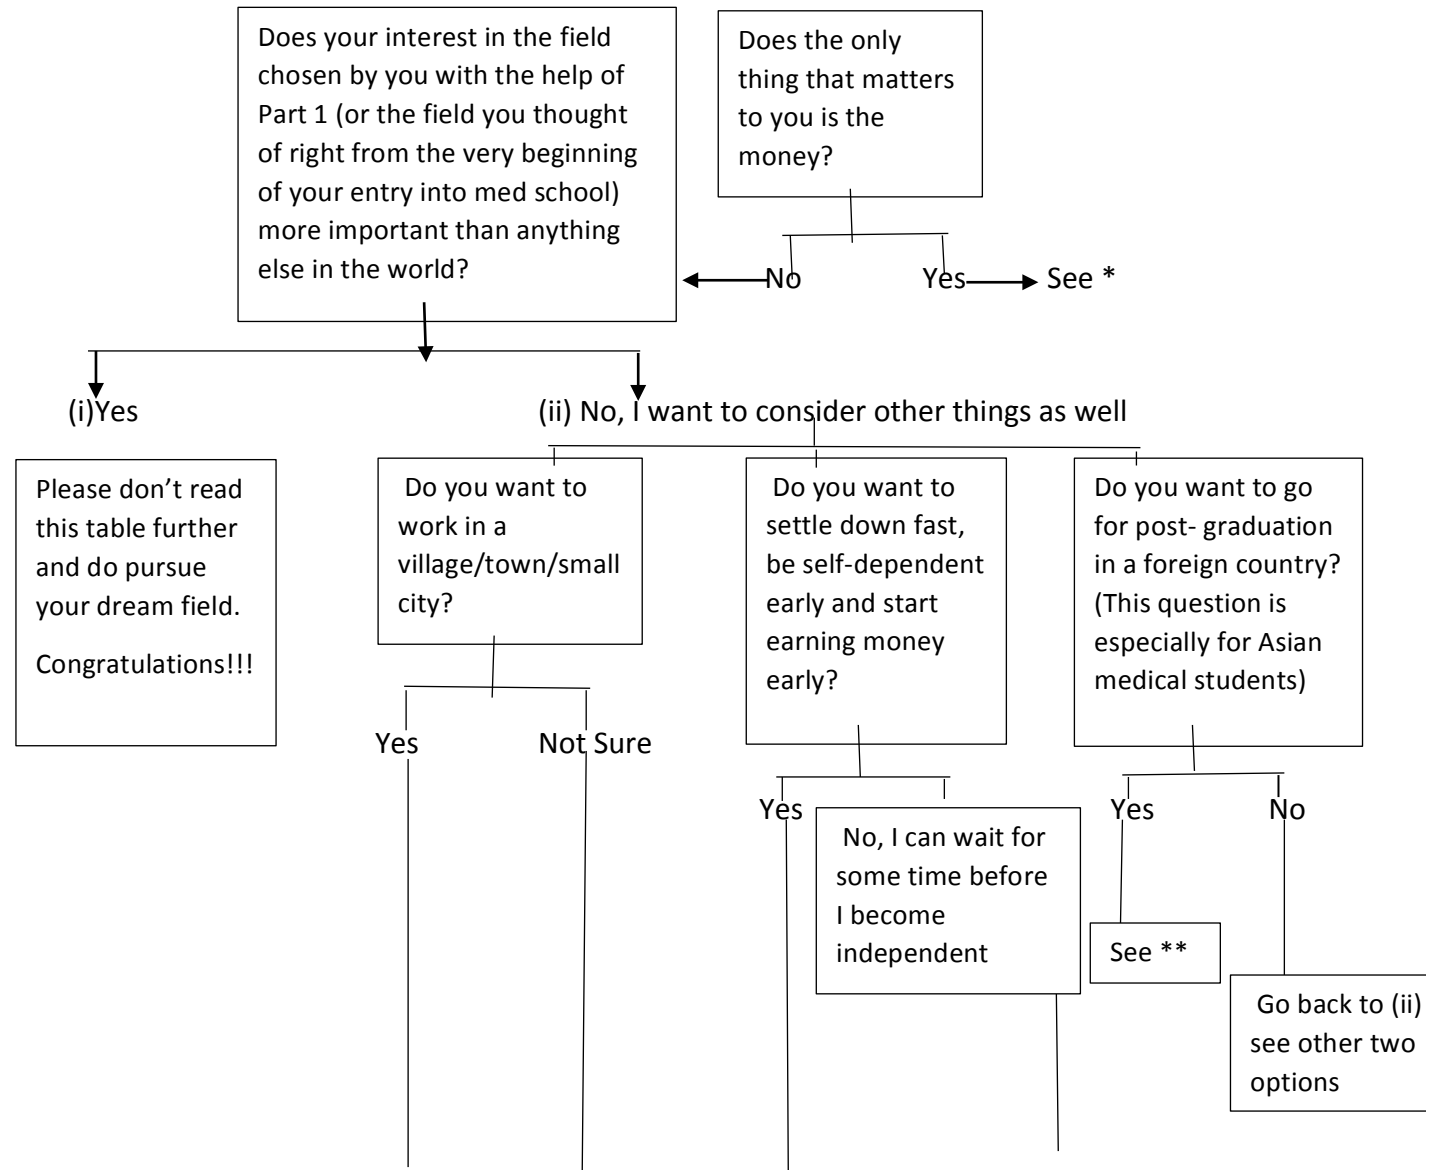 Does your interest in the field
chosen by you with the help of
Part 1 (or the field you thought
of right from the very beginning
of your entry into med school)
more important than anything
else in the world?
Does the only
thing that matters
to you is the
money?
No
Yes
See *
(i)Yes
(ii) No, I want to consider other things as well
Please don’t read
this table further
and do pursue
your dream field.
Congratulations!!!
Do you want to
work in a
village/town/small
city?
Yes
Not Sure
Do you want to
settle down fast,
be self-dependent
early and start
earning money
early?
Yes
No, I can wait for
some time before
I become
independent
Do you want to go
for post- graduation
in a foreign country?
(This question is
especially for Asian
medical students)
Yes
No
See **
Go back to (ii)
see other two
options